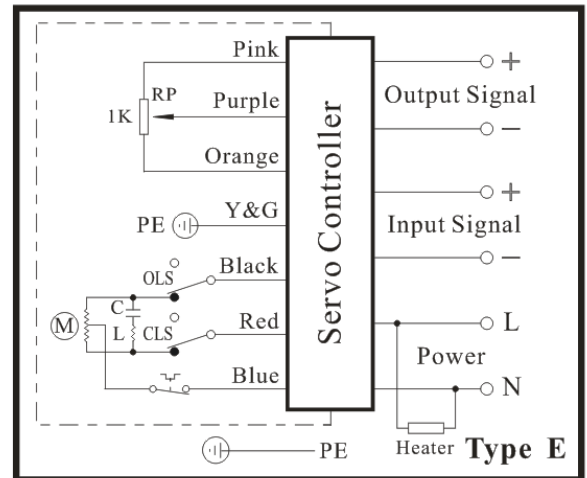 Pink
RP
Purple
1K
Orange
PE
Y&G
OLS
Black
C
M
L
CLS
Red
Blue
PE
Servo Controller
+
Output Signal
−
+
Input Signal
−
L
Power
N
Heater
Type E